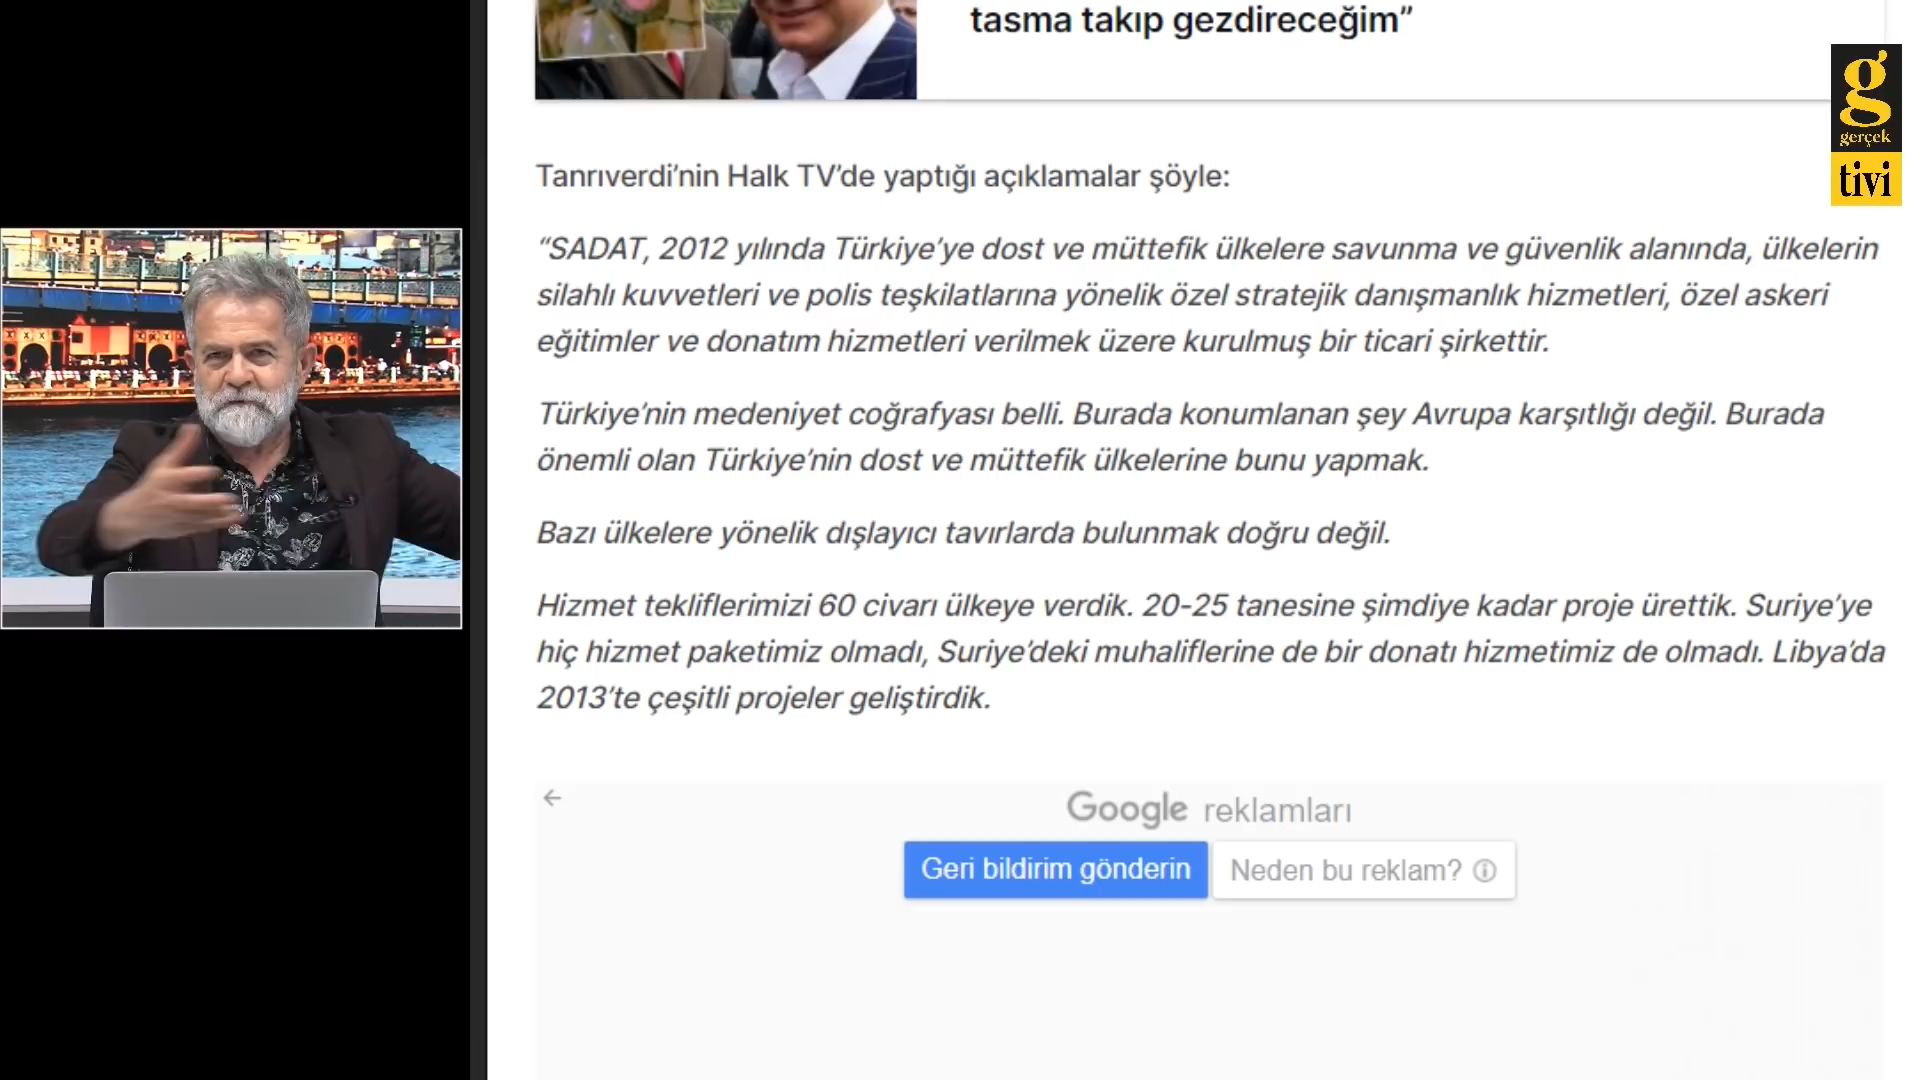 tasma takıp gezdireceğim”
g
gerçek
tivi
Tanrıverdi’nin Halk TV’de yaptığı açıklamalar şöyle:
“SADAT, 2012 yılında Türkiye’ye dost ve müttefik ülkelere savunma ve güvenlik alanında, ülkelerin
silahlı kuvvetleri ve polis teşkilatlarına yönelik özel stratejik danışmanlık hizmetleri, özel askeri
eğitimler ve donatım hizmetleri verilmek üzere kurulmuş bir ticari şirkettir.
Türkiye’nin medeniyet coğrafyası belli. Burada konumlanan şey Avrupa karşıtlığı değil. Burada
önemli olan Türkiye’nin dost ve müttefik ülkelerine bunu yapmak.
Bazı ülkelere yönelik dışlayıcı tavırlarda bulunmak doğru değil.
Hizmet tekliflerimizi 60 civarı ülkeye verdik. 20-25 tanesine şimdiye kadar proje ürettik. Suriye’ye
hiç hizmet paketimiz olmadı, Suriye’deki muhaliflerine de bir donatı hizmetimiz de olmadı. Libya’da
2013’te çeşitli projeler geliştirdik.
Google reklamları
Geri bildirim gönderin
Neden bu reklam?